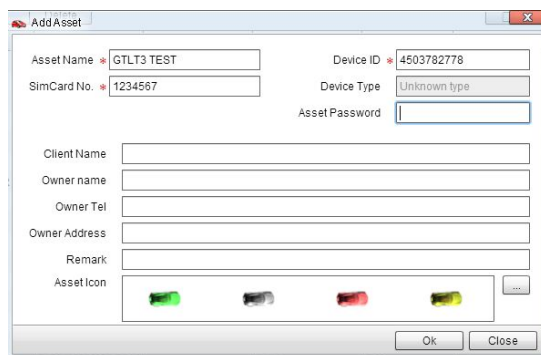 Add Asset
Asset Name * GTLT3 TEST Device ID * 4503782778
SimCard No. * 1234567 Device Type Unknown type
Asset Password
Client Name
Owner name
Owner Tel
Owner Address
Remark
Asset Icon ...
Ok Close